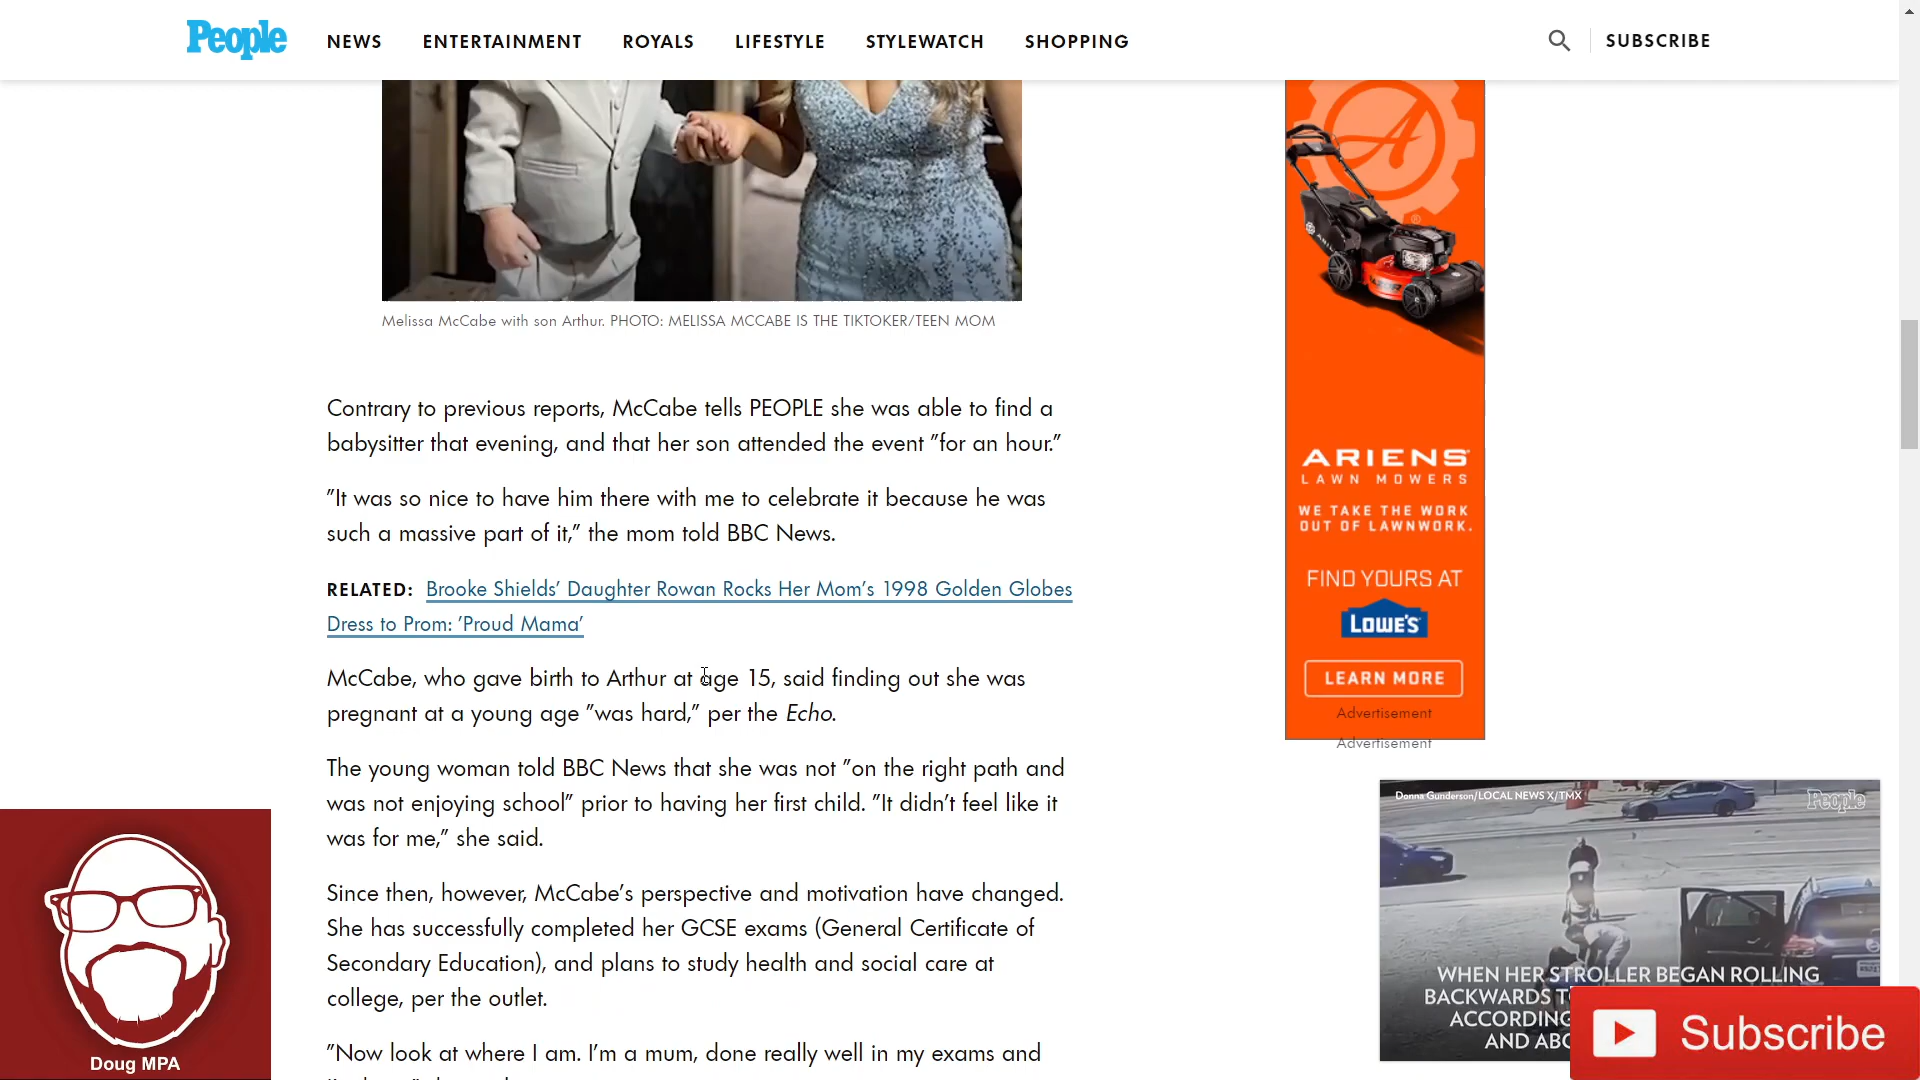 People NEWS ENTERTAINMENT ROYALS LIFESTYLE STYLEWATCH SHOPPING SUBSCRIBE
Melissa McCabe with son Arthur. PHOTO: MELISSA MCCABE IS THE TIKTOKER/TEEN MOM
Contrary to previous reports, McCabe tells PEOPLE she was able to find a
babysitter that evening, and that her son attended the event "for an hour."
"It was so nice to have him there with me to celebrate it because he was
such a massive part of it," the mom told BBC News.
RELATED: Brooke Shields' Daughter Rowan Rocks Her Mom's 1998 Golden Globes
Dress to Prom: 'Proud Mama'
McCabe, who gave birth to Arthur at age 15, said finding out she was
pregnant at a young age "was hard," per the Echo.
The young woman told BBC News that she was not "on the right path and
was not enjoying school" prior to having her first child. "It didn't feel like it
was for me," she said.
Since then, however, McCabe's perspective and motivation have changed.
She has successfully completed her GCSE exams (General Certificate of
Secondary Education), and plans to study health and social care at
college, per the outlet.
"Now look at where I am. I'm a mum, done really well in my exams and
A
®
ARIENS
LAWN MOWERS
WE TAKE THE WORK
OUT OF LAWNWORK.
FIND YOURS AT
LOWE'S
LEARN MORE
Advertisement
Advertisement
Donna Gunderson/LOCAL NEWS X/TMX
People
WHEN HER STROLLER BEGAN ROLLING
BACKWARDS T
ACCORDING
AND ABO
Subscribe
Doug MPA